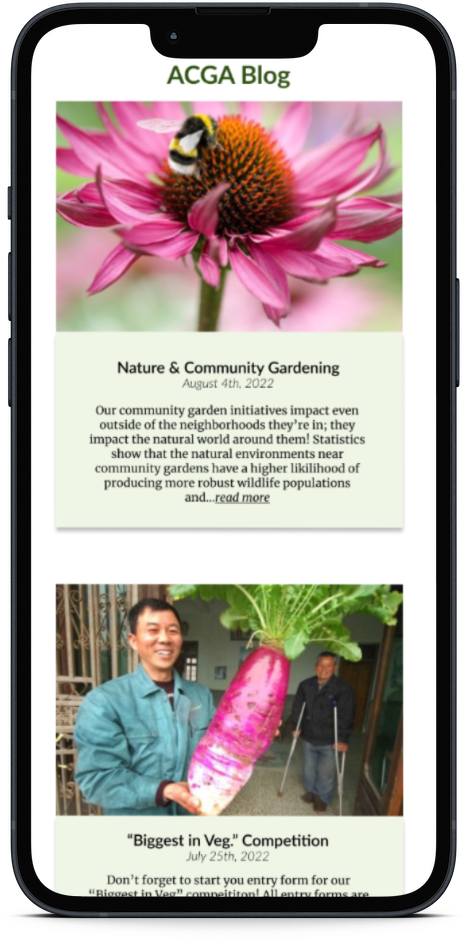 ACGA Blog
Nature & Community Gardening
August 4th, 2022
Our community garden initiatives impact even
outside of the neighborhoods they're in; they
impact the natural world around them! Statistics
show that the natural environments near
community gardens have a higher likilihood of
producing more robust wildlife populations
and...read more
“Biggest in Veg.” Competition
July 25th, 2022
Don't forget to start you entry form for our
“Biggest in Veg” compeititon! All entry forms are